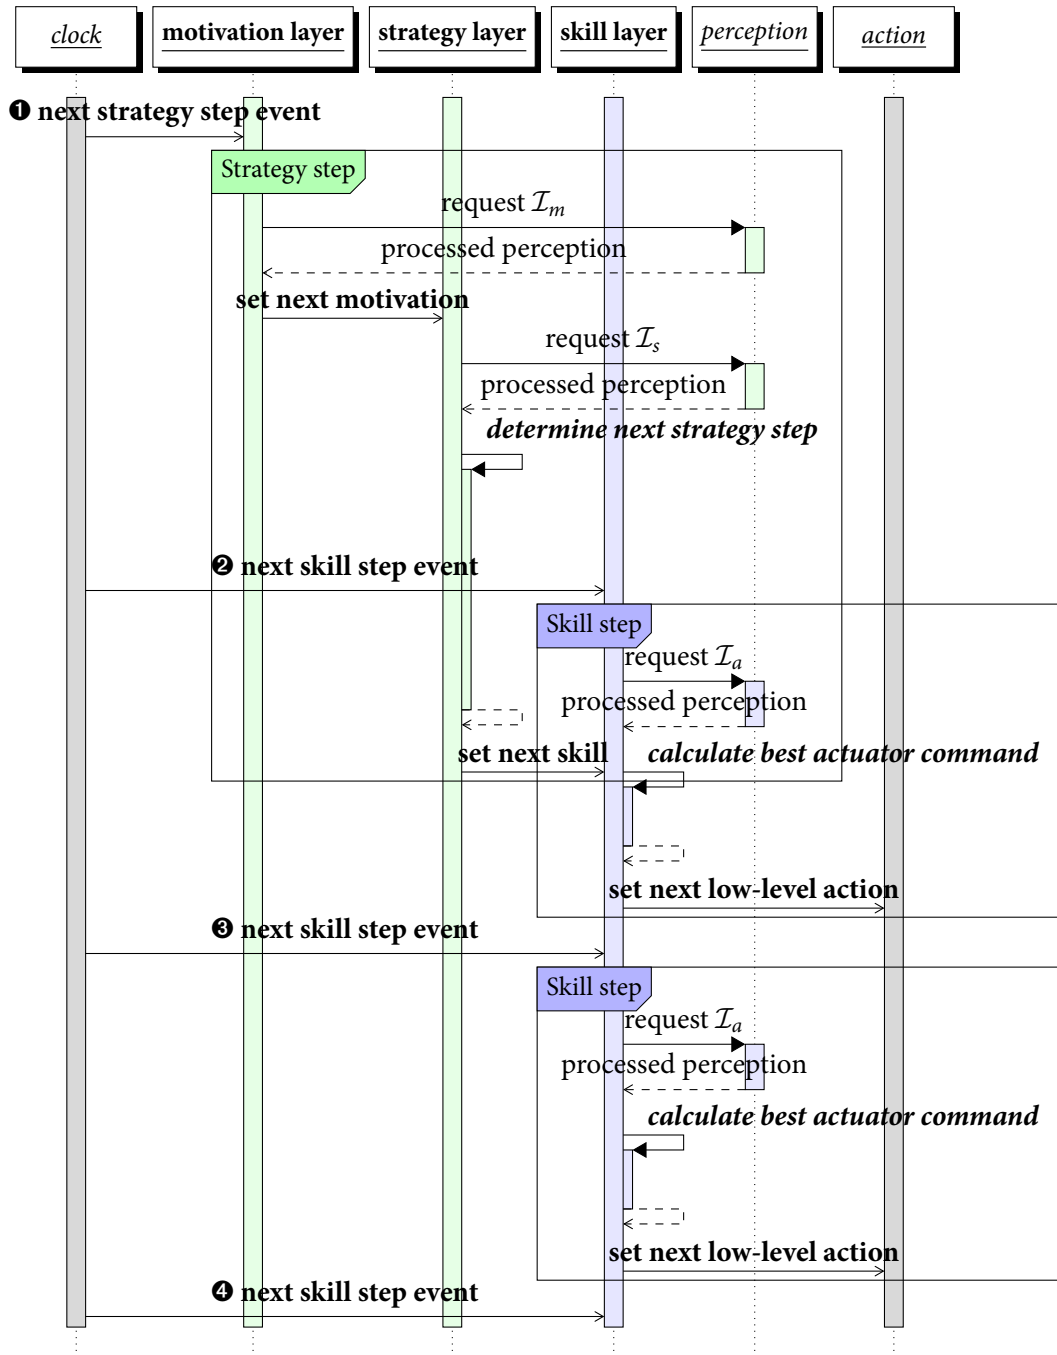 clock
motivation layer
strategy layer
skill layer
perception
action
❶ next strategy step event
Strategy step
request ℐₘ
processed perception
set next motivation
request ℐₛ
processed perception
determine next strategy step
❷ next skill step event
Skill step
request ℐₐ
processed perception
set next skill
calculate best actuator command
set next low-level action
❸ next skill step event
Skill step
request ℐₐ
processed perception
calculate best actuator command
set next low-level action
❹ next skill step event